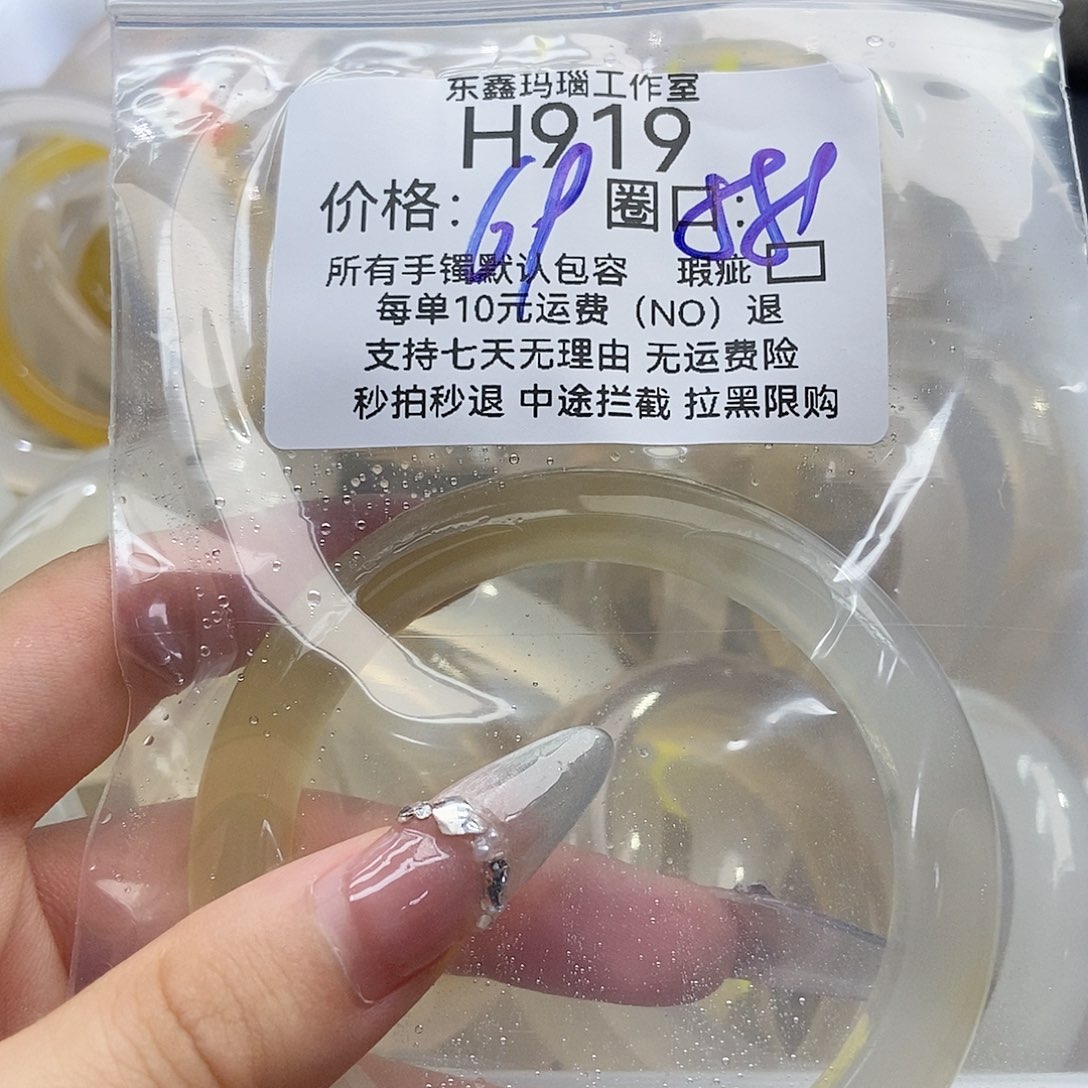 东鑫玛瑙工作室
H919
价格：69 圈口：
所有手镯默认包容 瑕疵
每单10元运费（NO）退
支持七天无理由 无运费险
秒拍秒退 中途拦截 拉黑限购